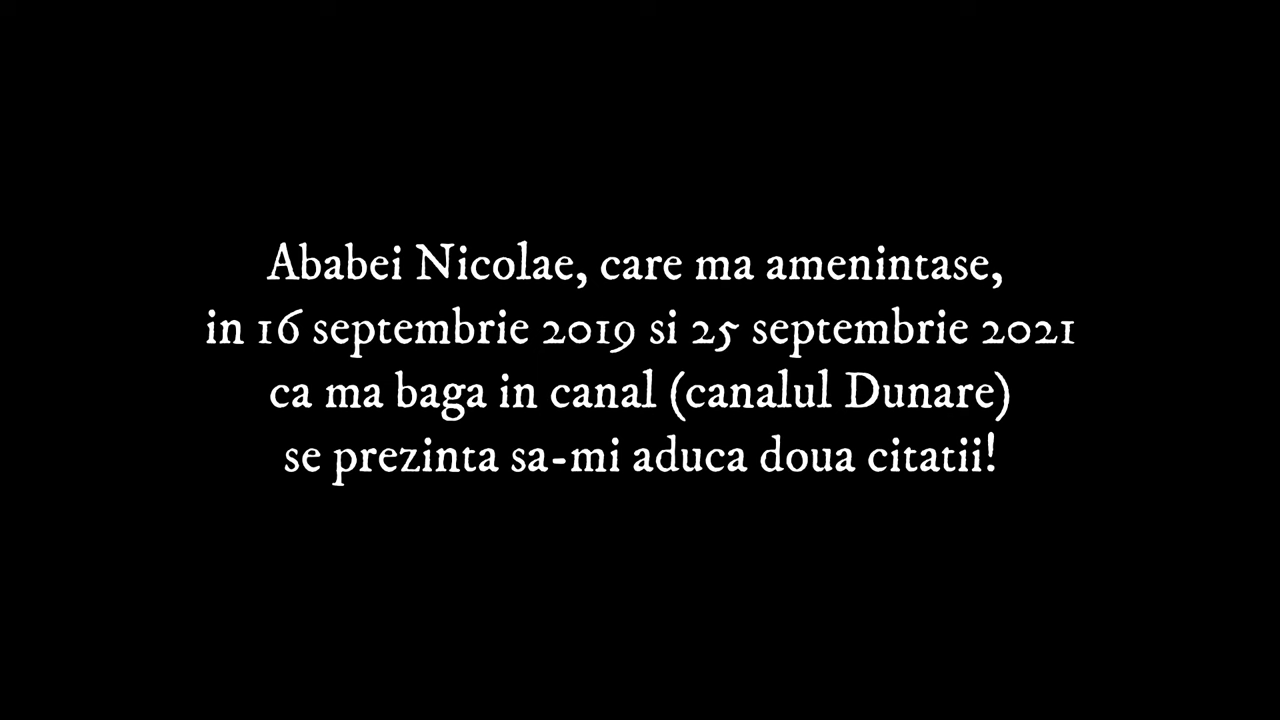 Ababei Nicolae, care ma amenintase,
in 16 septembrie 2019 si 25 septembrie 2021
ca ma baga in canal (canalul Dunare)
se prezinta sa-mi aduca doua citatii!